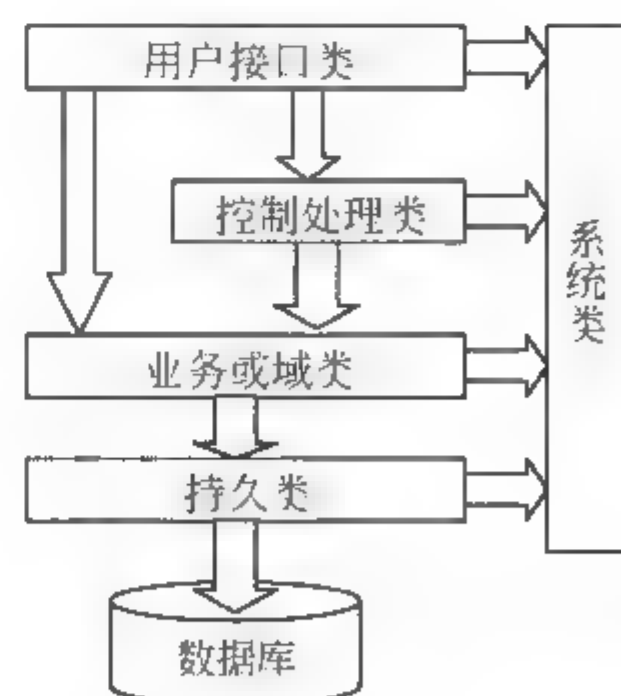 用户接口类
控制处理类
系统类
业务或域类
持久类
数据库